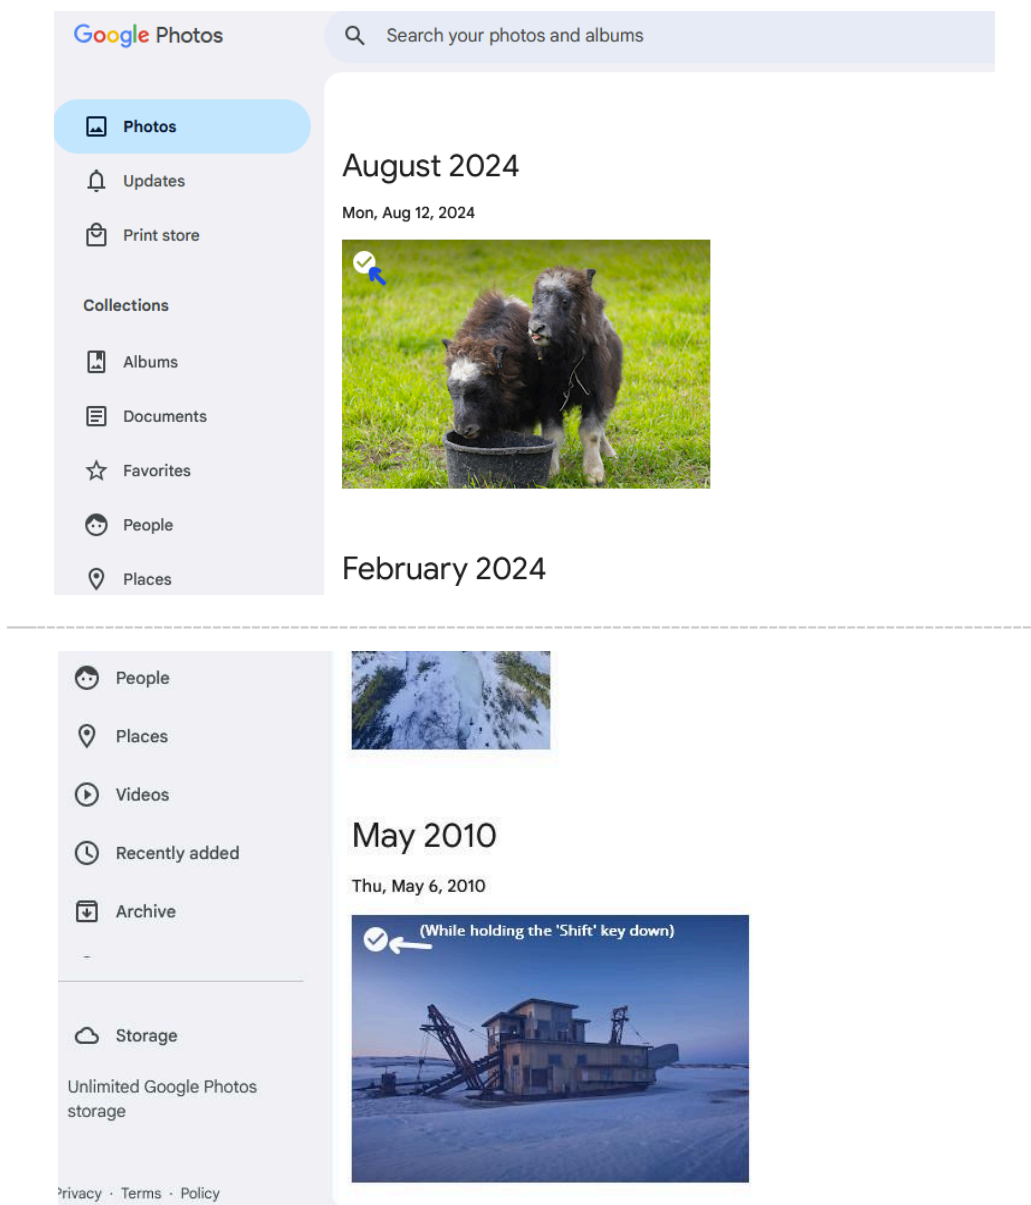 Google Photos
Search your photos and albums
Photos
Updates
Print store
Collections
Albums
Documents
Favorites
People
Places
August 2024
Mon, Aug 12, 2024
February 2024
People
Places
Videos
Recently added
Archive
Storage
Unlimited Google Photos
storage
Privacy · Terms · Policy
May 2010
Thu, May 6, 2010
(While holding the 'Shift' key down)